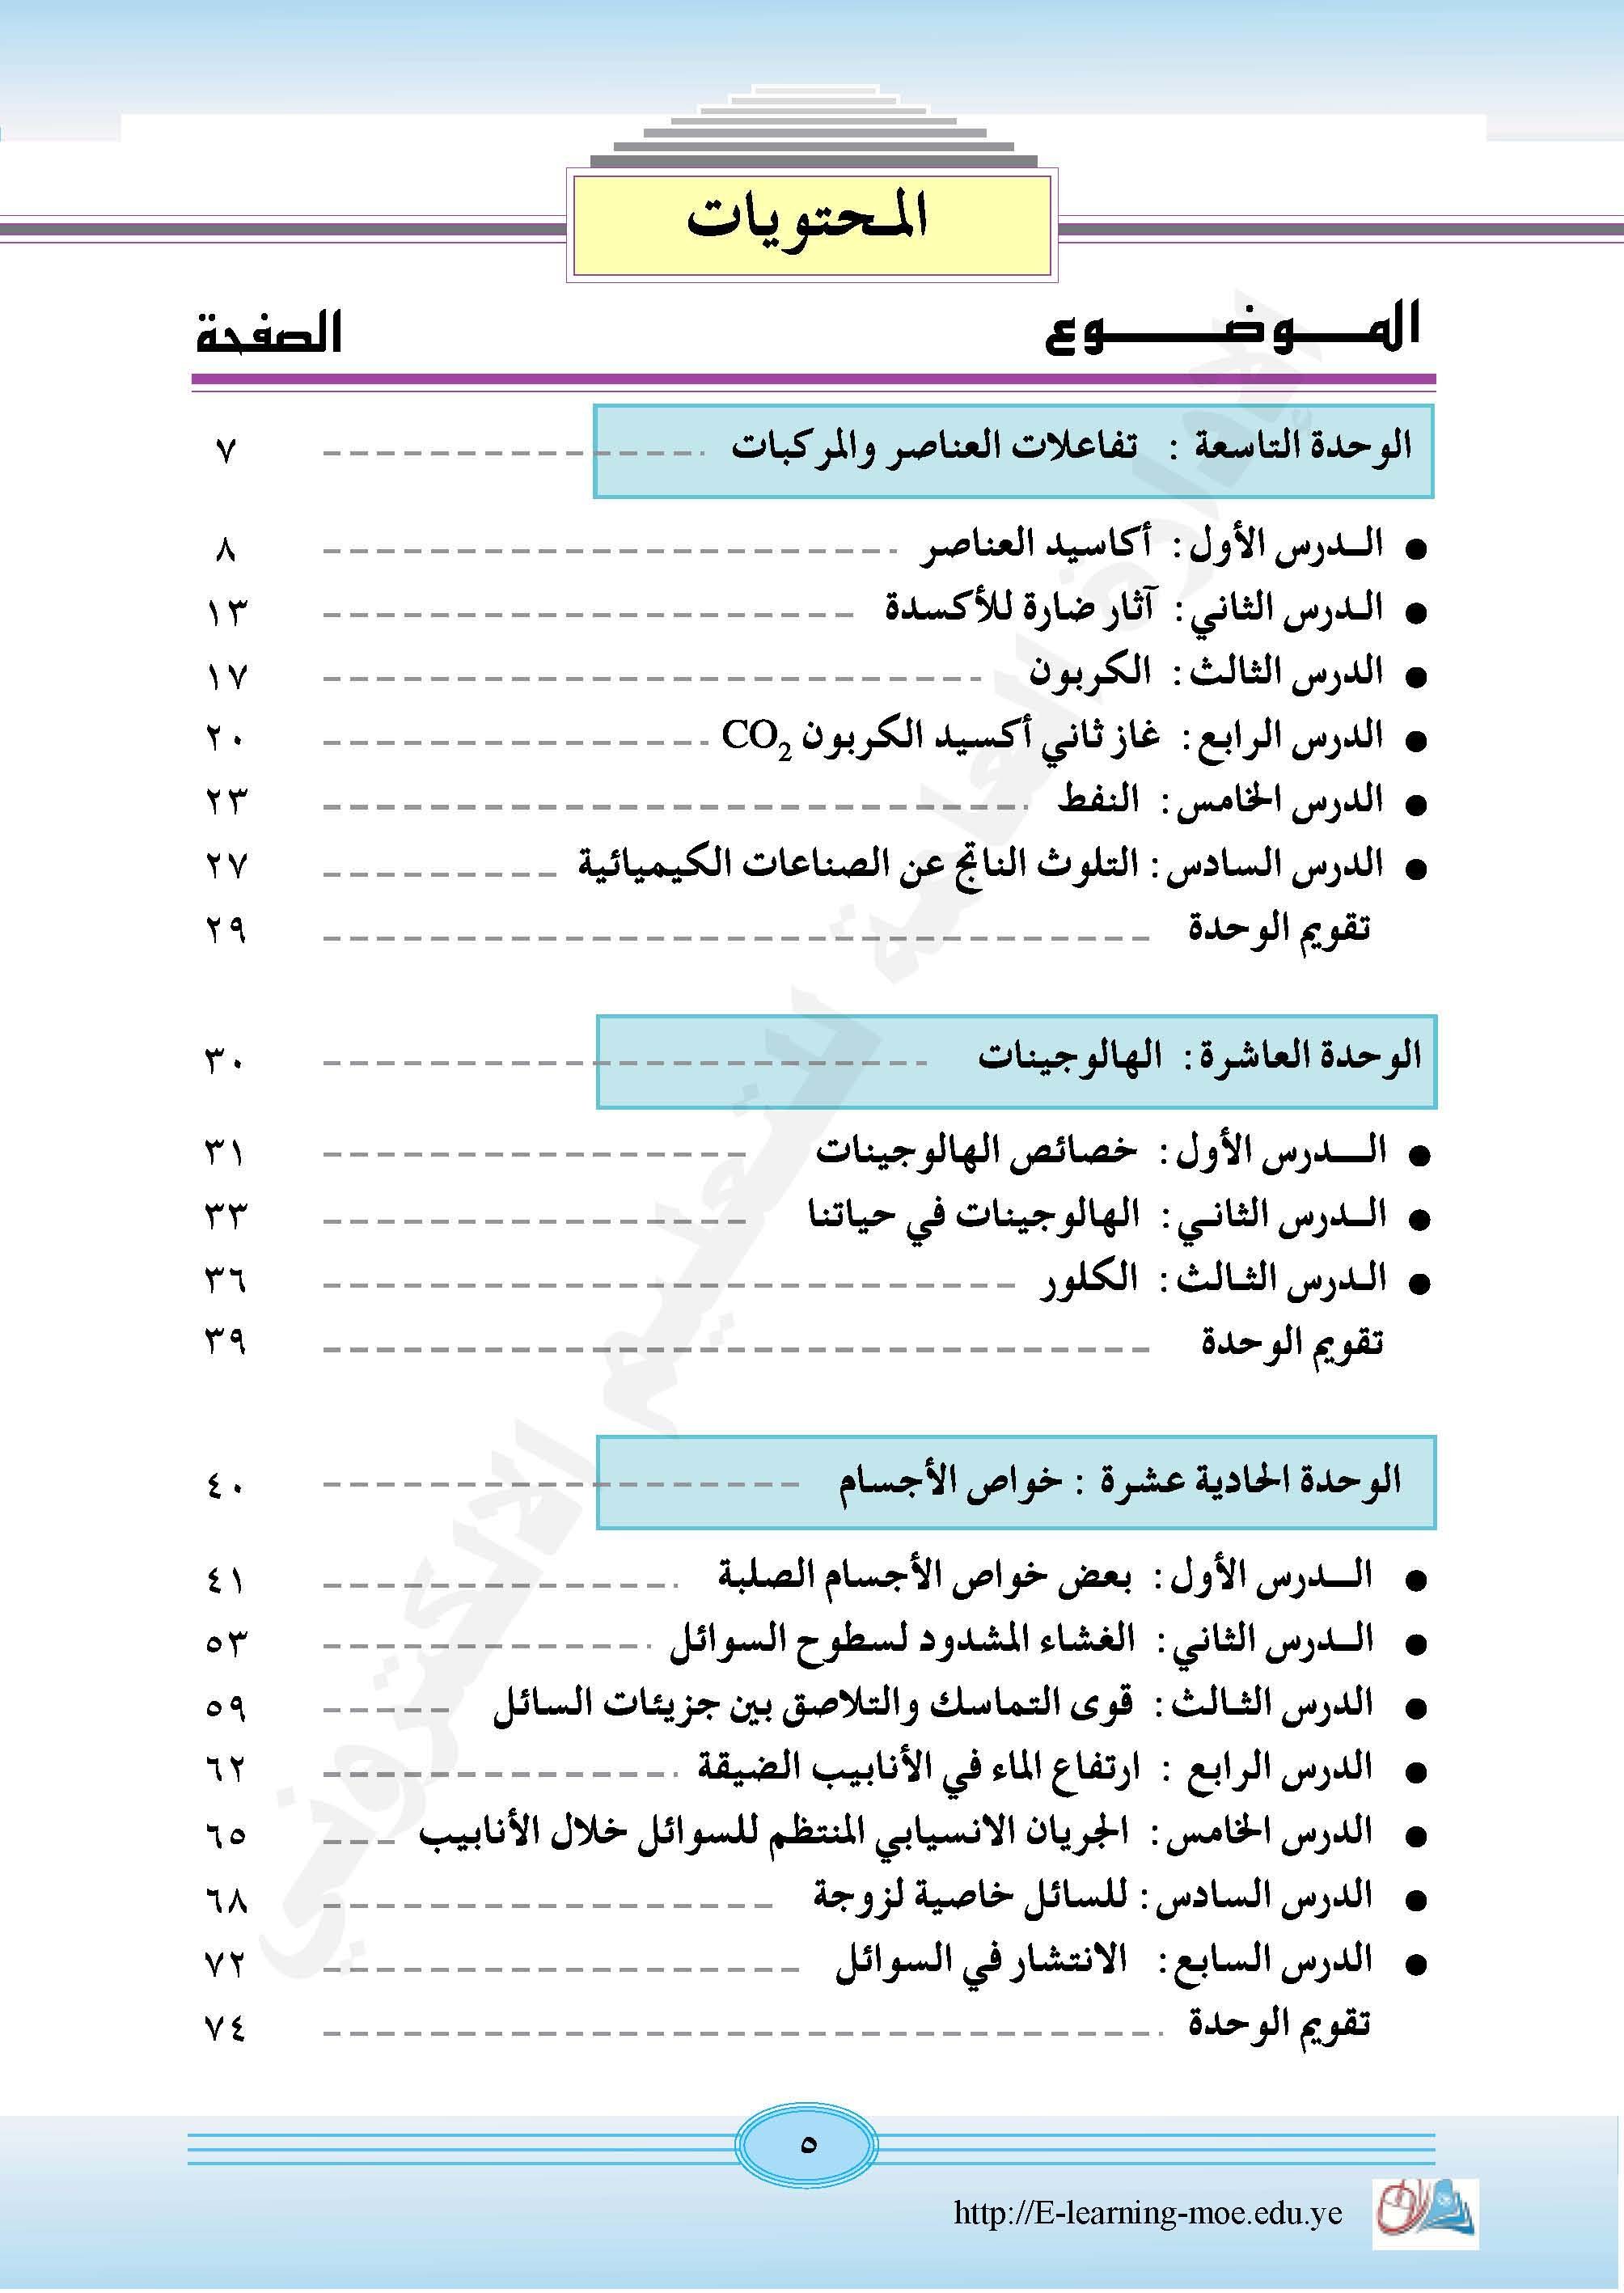 المحتويات
الموضوع الصفحة
الوحدة التاسعة : تفاعلات العناصر والمركبات ٧
● الدرس الأول : أكاسيد العناصر ٨
● الدرس الثاني : آثار ضارة للأكسدة ١٣
● الدرس الثالث : الكربون ١٧
● الدرس الرابع : غاز ثاني أكسيد الكربون CO₂ ٢٠
● الدرس الخامس : النفط ٢٣
● الدرس السادس : التلوث الناتج عن الصناعات الكيميائية ٢٧
تقويم الوحدة ٢٩
الوحدة العاشرة : الهالوجينات ٣٠
● الدرس الأول : خصائص الهالوجينات ٣١
● الدرس الثاني : الهالوجينات في حياتنا ٣٣
● الدرس الثالث : الكلور ٣٦
تقويم الوحدة ٣٩
الوحدة الحادية عشرة : خواص الأجسام ٤٠
● الدرس الأول : بعض خواص الأجسام الصلبة ٤١
● الدرس الثاني : الغشاء المشدود لسطوح السوائل ٥٣
● الدرس الثالث : قوى التماسك والتلاصق بين جزيئات السائل ٥٩
● الدرس الرابع : ارتفاع الماء في الأنابيب الضيقة ٦٢
● الدرس الخامس : الجريان الانسيابي المنتظم للسوائل خلال الأنابيب ٦٥
● الدرس السادس : للسائل خاصية لزوجة ٦٨
● الدرس السابع : الانتشار في السوائل ٧٢
تقويم الوحدة ٧٤
٥
http://E-learning-moe.edu.ye
الإدارة العامة للتعليم الالكتروني